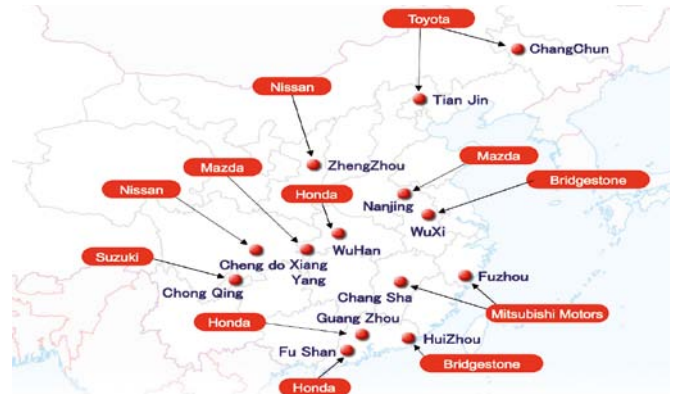 Toyota
ChangChun
Nissan
Tian Jin
Mazda
ZhengZhou
Mazda
Nissan
Honda
Nanjing
Bridgestone
WuXi
WuHan
Suzuki
Cheng do Xiang
Yang
Chong Qing
Fuzhou
Chang Sha
Mitsubishi Motors
Honda
Guang Zhou
Fu Shan
HuiZhou
Bridgestone
Honda